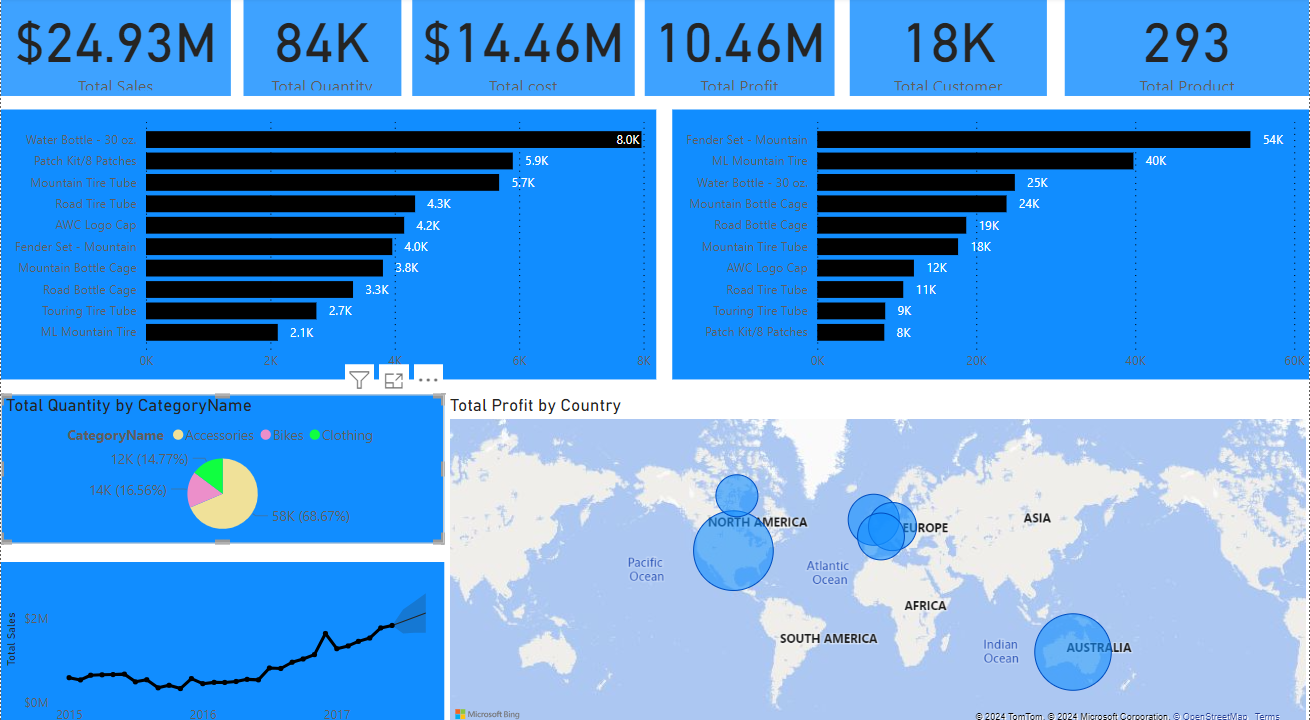 $24.93M
Total Sales
84K
Total Quantity
$14.46M
Total cost
10.46M
Total Profit
18K
Total Customer
293
Total Product
Water Bottle - 30 oz. 8.0K
Patch Kit/8 Patches 5.9K
Mountain Tire Tube 5.7K
Road Tire Tube 4.3K
AWC Logo Cap 4.2K
Fender Set - Mountain 4.0K
Mountain Bottle Cage 3.8K
Road Bottle Cage 3.3K
Touring Tire Tube 2.7K
ML Mountain Tire 2.1K
0K 2K 4K 6K 8K
Fender Set - Mountain 54K
ML Mountain Tire 40K
Water Bottle - 30 oz. 25K
Mountain Bottle Cage 24K
Road Bottle Cage 19K
Mountain Tire Tube 18K
AWC Logo Cap 12K
Road Tire Tube 11K
Touring Tire Tube 9K
Patch Kit/8 Patches 8K
0K 20K 40K 60K
Total Quantity by CategoryName
CategoryName Accessories Bikes Clothing
12K (14.77%)
14K (16.56%)
58K (68.67%)
Total Profit by Country
NORTH AMERICA
EUROPE
ASIA
Pacific
Ocean
Atlantic
Ocean
AFRICA
SOUTH AMERICA
Indian
Ocean
AUSTRALIA
Microsoft Bing
© 2024 TomTom, © 2024 Microsoft Corporation, © OpenStreetMap Terms
Total Sales
$2M
$0M
2015 2016 2017